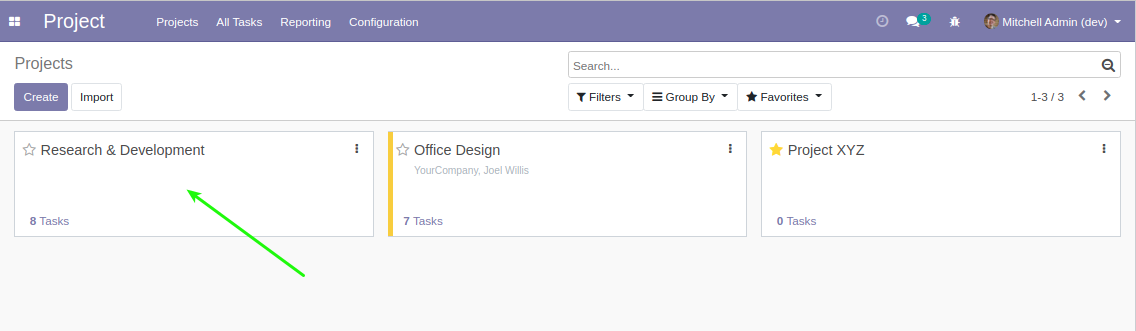 Project Projects All Tasks Reporting Configuration 3 Mitchell Admin (dev)
Projects
Search...
Create Import Filters Group By Favorites 1-3 / 3
Research & Development Office Design Project XYZ
YourCompany, Joel Willis
8 Tasks 7 Tasks 0 Tasks